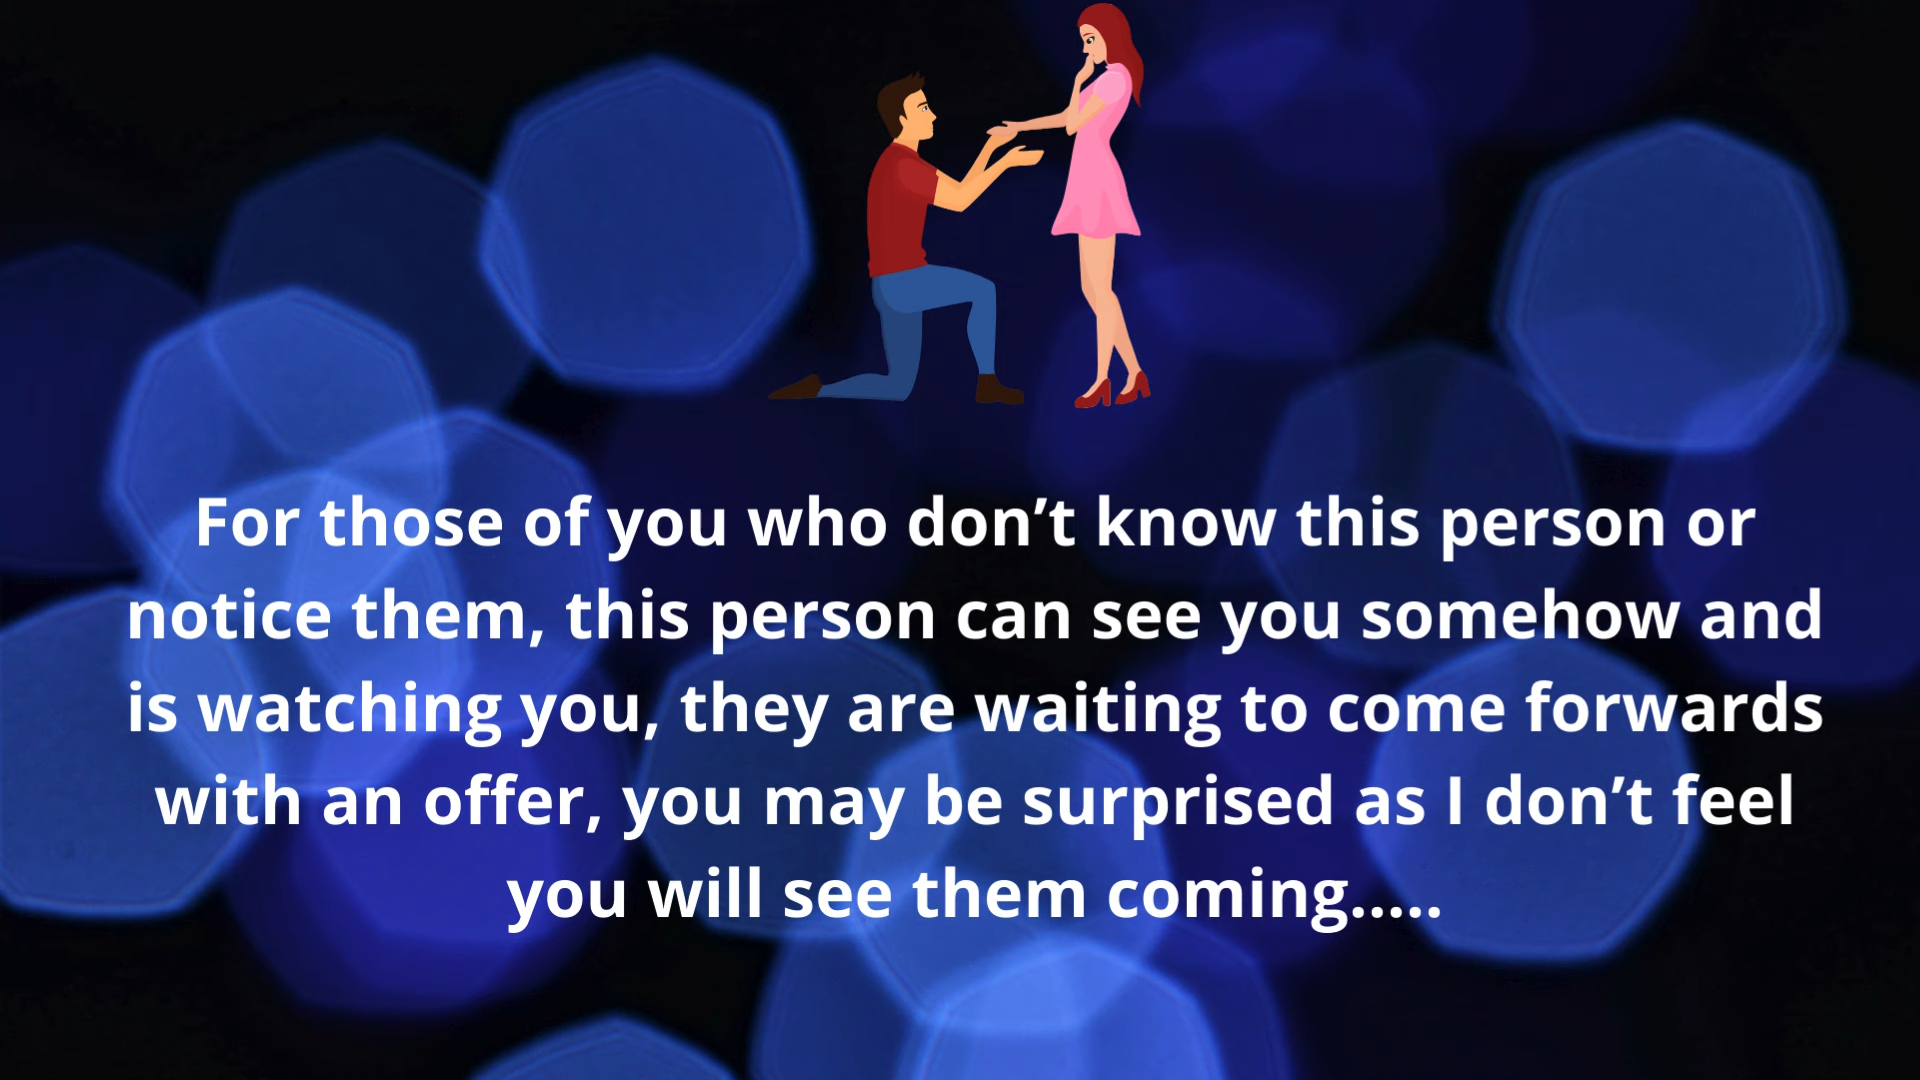 For those of you who don’t know this person or
notice them, this person can see you somehow and
is watching you, they are waiting to come forwards
with an offer, you may be surprised as I don’t feel
you will see them coming.....